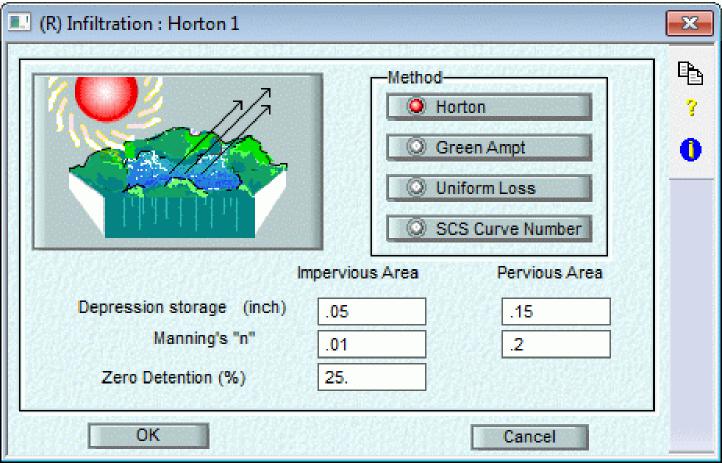 (R) Infiltration : Horton 1
Method
Horton
Green Ampt
Uniform Loss
SCS Curve Number
Impervious Area Pervious Area
Depression storage (inch) .05 .15
Manning's "n" .01 .2
Zero Detention (%) 25.
OK Cancel